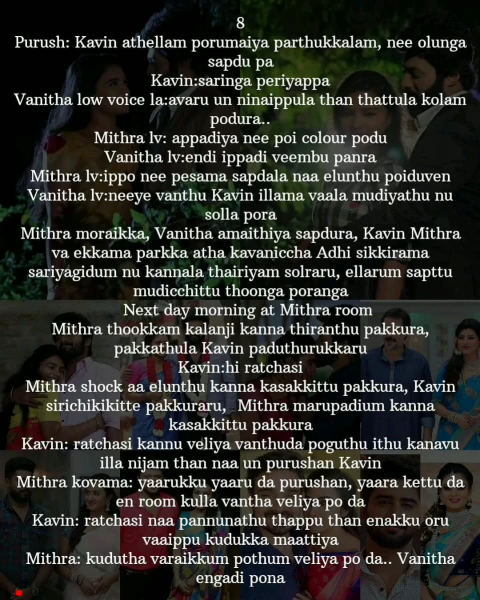 8
Purush: Kavin athellam porumaiya parthukkalam, nee olunga
sapdu pa
Kavin:saringa periyappa
Vanitha low voice la:avaru un ninaippula than thattula kolam
podura..
Mithra lv: appadiya nee poi colour podu
Vanitha lv:endi ippadi veembu panra
Mithra lv:ippo nee pesama sapdala naa elunthu poiduven
Vanitha lv:neeye vanthu Kavin illama vaala mudiyathu nu
solla pora
Mithra moraikka, Vanitha amaithiya sapdura, Kavin Mithra
va ekkama parkka atha kavaniccha Adhi sikkirama
sariyagidum nu kannala thairiyam solraru, ellarum sapttu
mudicchittu thoonga poranga
Next day morning at Mithra room
Mithra thookkam kalanji kanna thiranthu pakkura,
pakkathula Kavin paduthurukkaru
Kavin:hi ratchasi
Mithra shock aa elunthu kanna kasakkittu pakkura, Kavin
sirichikikitte pakkuraru, Mithra marupadium kanna
kasakkittu pakkura
Kavin: ratchasi kannu veliya vanthuda poguthu ithu kanavu
illa nijam than naa un purushan Kavin
Mithra kovama: yaarukku yaaru da purushan, yaara kettu da
en room kulla vantha veliya po da
Kavin: ratchasi naa pannunathu thappu than enakku oru
vaaippu kudukka maattiya
Mithra: kudutha varaikkum pothum veliya po da.. Vanitha
engadi pona